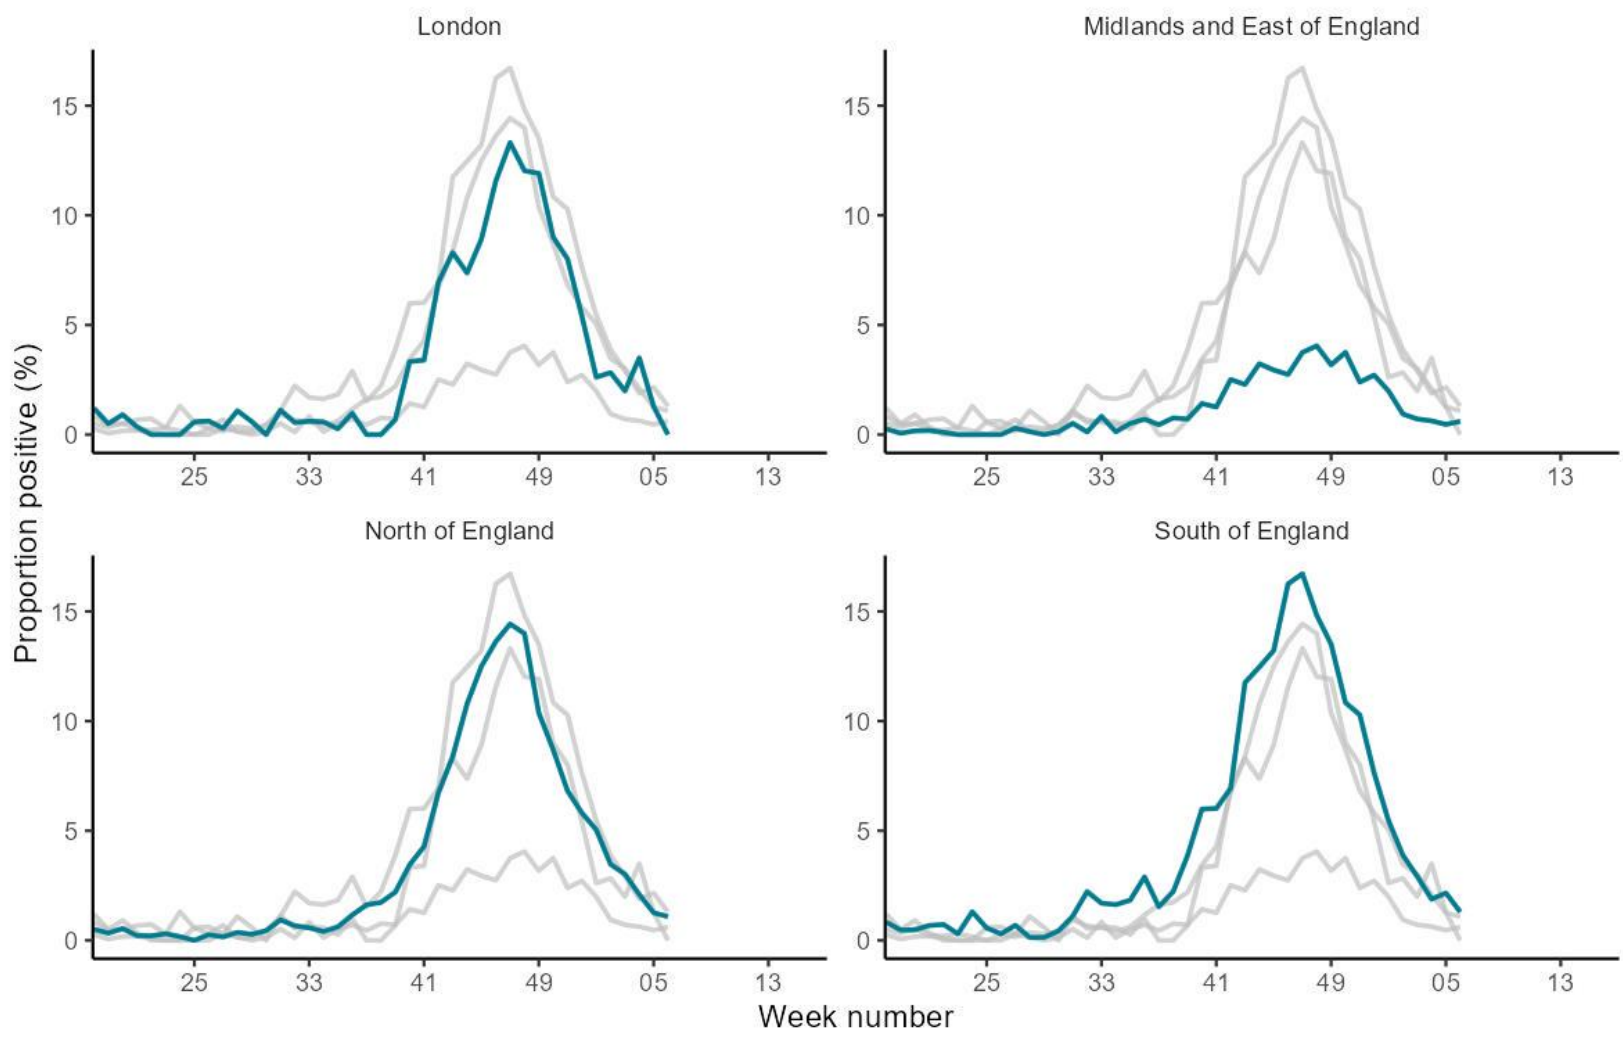 London
Midlands and East of England
15
10
5
0
25 33 41 49 05 13
15
10
5
0
25 33 41 49 05 13
North of England
South of England
15
10
5
0
25 33 41 49 05 13
15
10
5
0
25 33 41 49 05 13
Proportion positive (%)
Week number